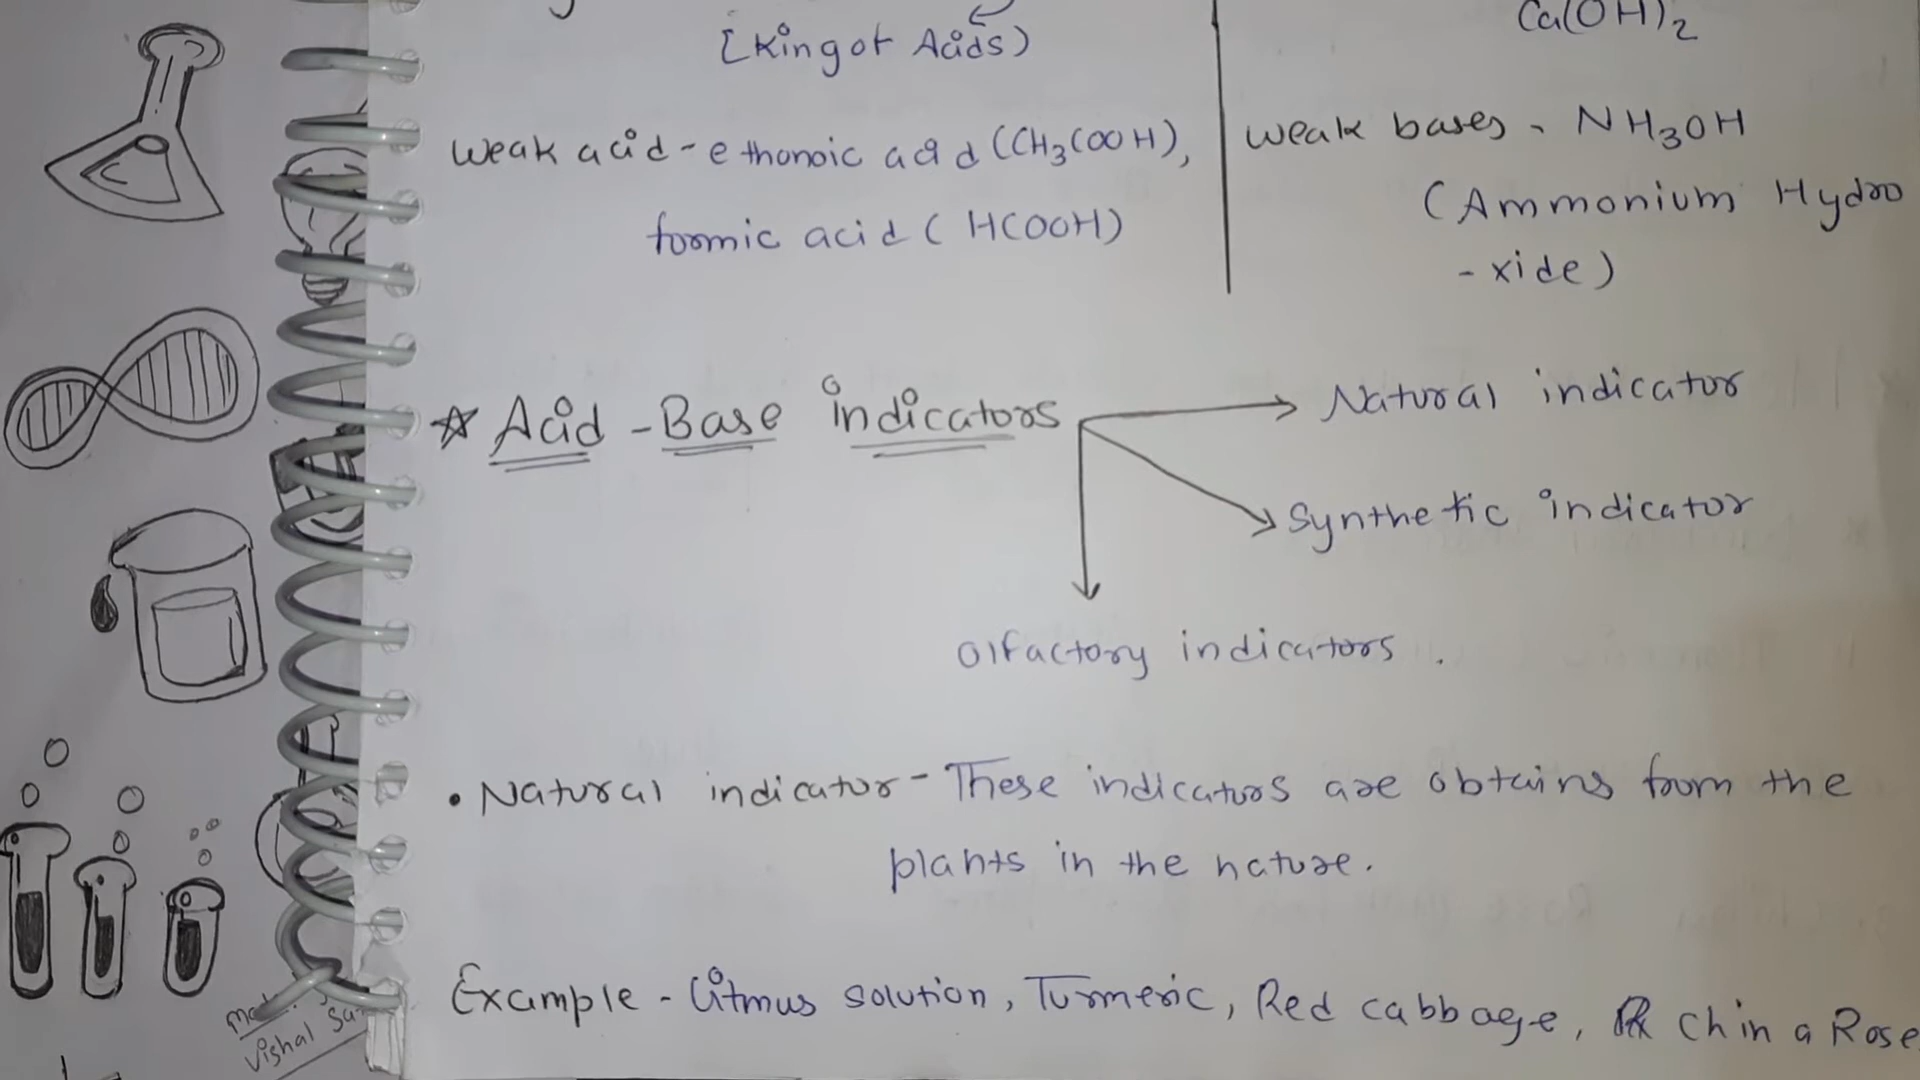 [King of Acids)
Ca(OH)2
Weak acid - ethonoic acid (CH3COOH),
formic acid ( HCOOH)
weak bases - NH3OH
(Ammonium Hydro
- xide)
☆ Acid - Base indicators
Natural indicator
Synthetic indicator
olfactory indicators .
• Natural indicator - These indicators are obtains from the
plants in the nature.
Example - Litmus solution, Turmeric, Red cabbage, China Rose
Vishal